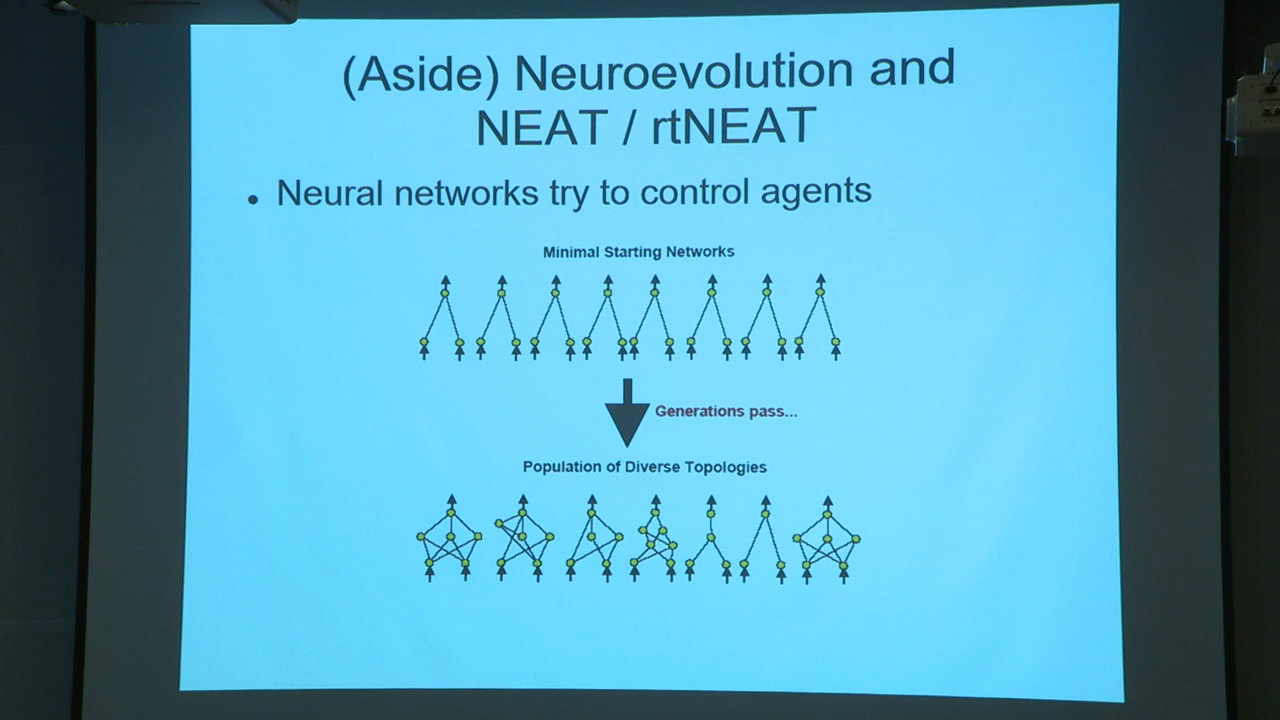 (Aside) Neuroevolution and
NEAT / rtNEAT
• Neural networks try to control agents
Minimal Starting Networks
Generations pass...
Population of Diverse Topologies